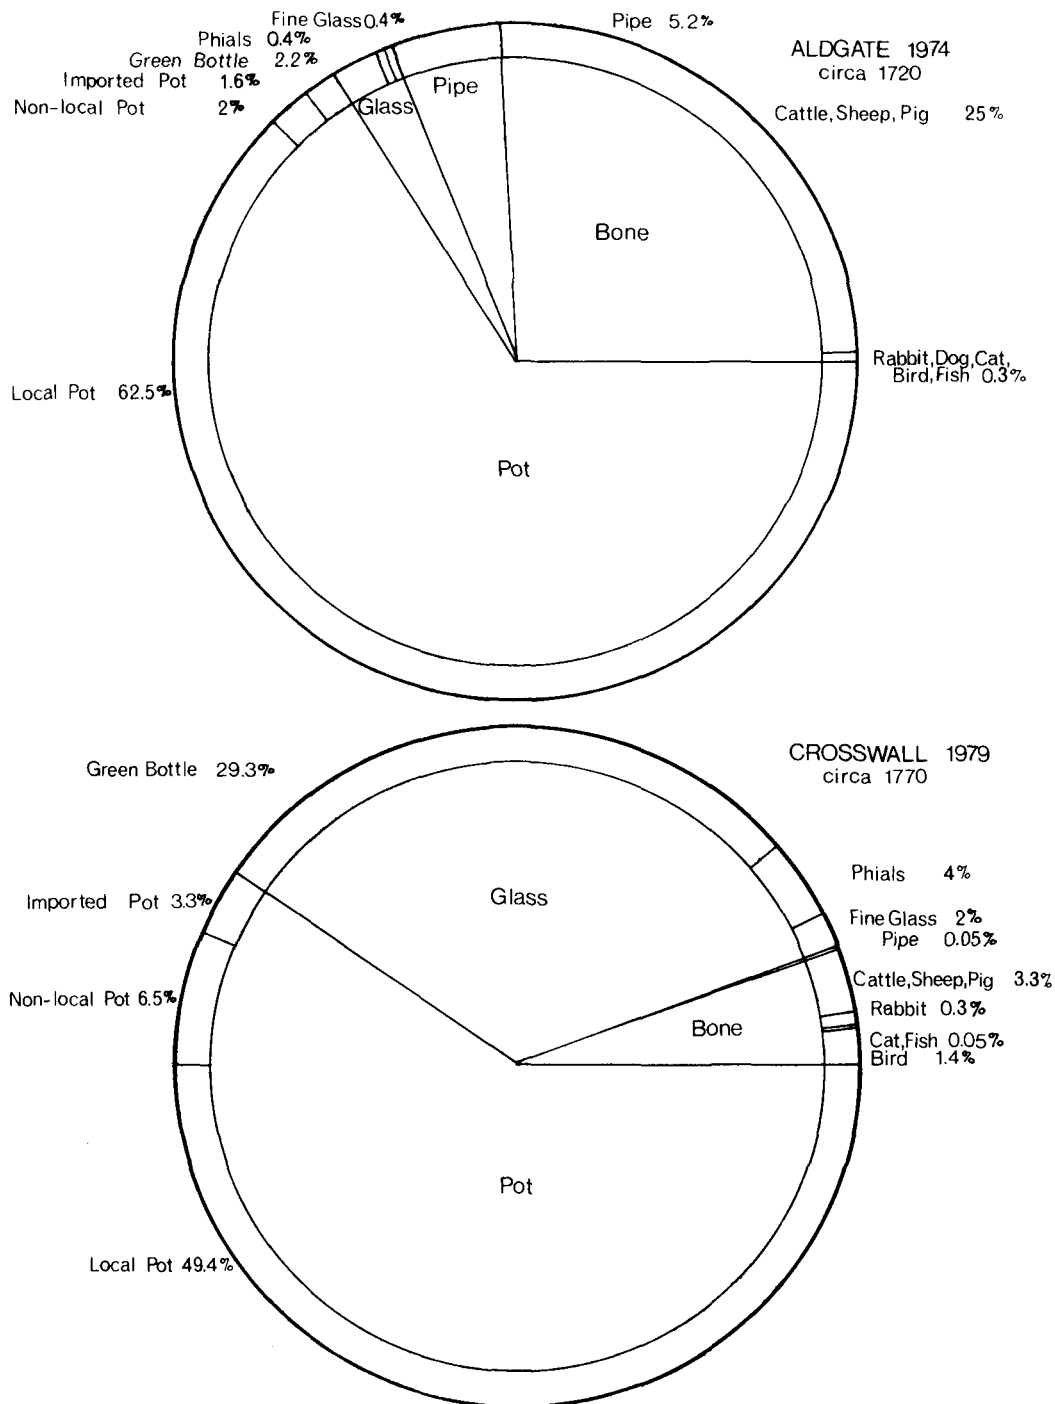 Fine Glass 0.4%
Phials 0.4%
Green Bottle 2.2%
Imported Pot 1.6%
Non-local Pot 2%
Pipe 5.2%
ALDGATE 1974
circa 1720
Cattle, Sheep, Pig 25%
Glass
Pipe
Bone
Rabbit, Dog, Cat,
Bird, Fish 0.3%
Local Pot 62.5%
Pot
CROSSWALL 1979
circa 1770
Green Bottle 29.3%
Phials 4%
Glass
Imported Pot 3.3%
Fine Glass 2%
Pipe 0.05%
Cattle, Sheep, Pig 3.3%
Non-local Pot 6.5%
Rabbit 0.3%
Bone
Cat, Fish 0.05%
Bird 1.4%
Pot
Local Pot 49.4%